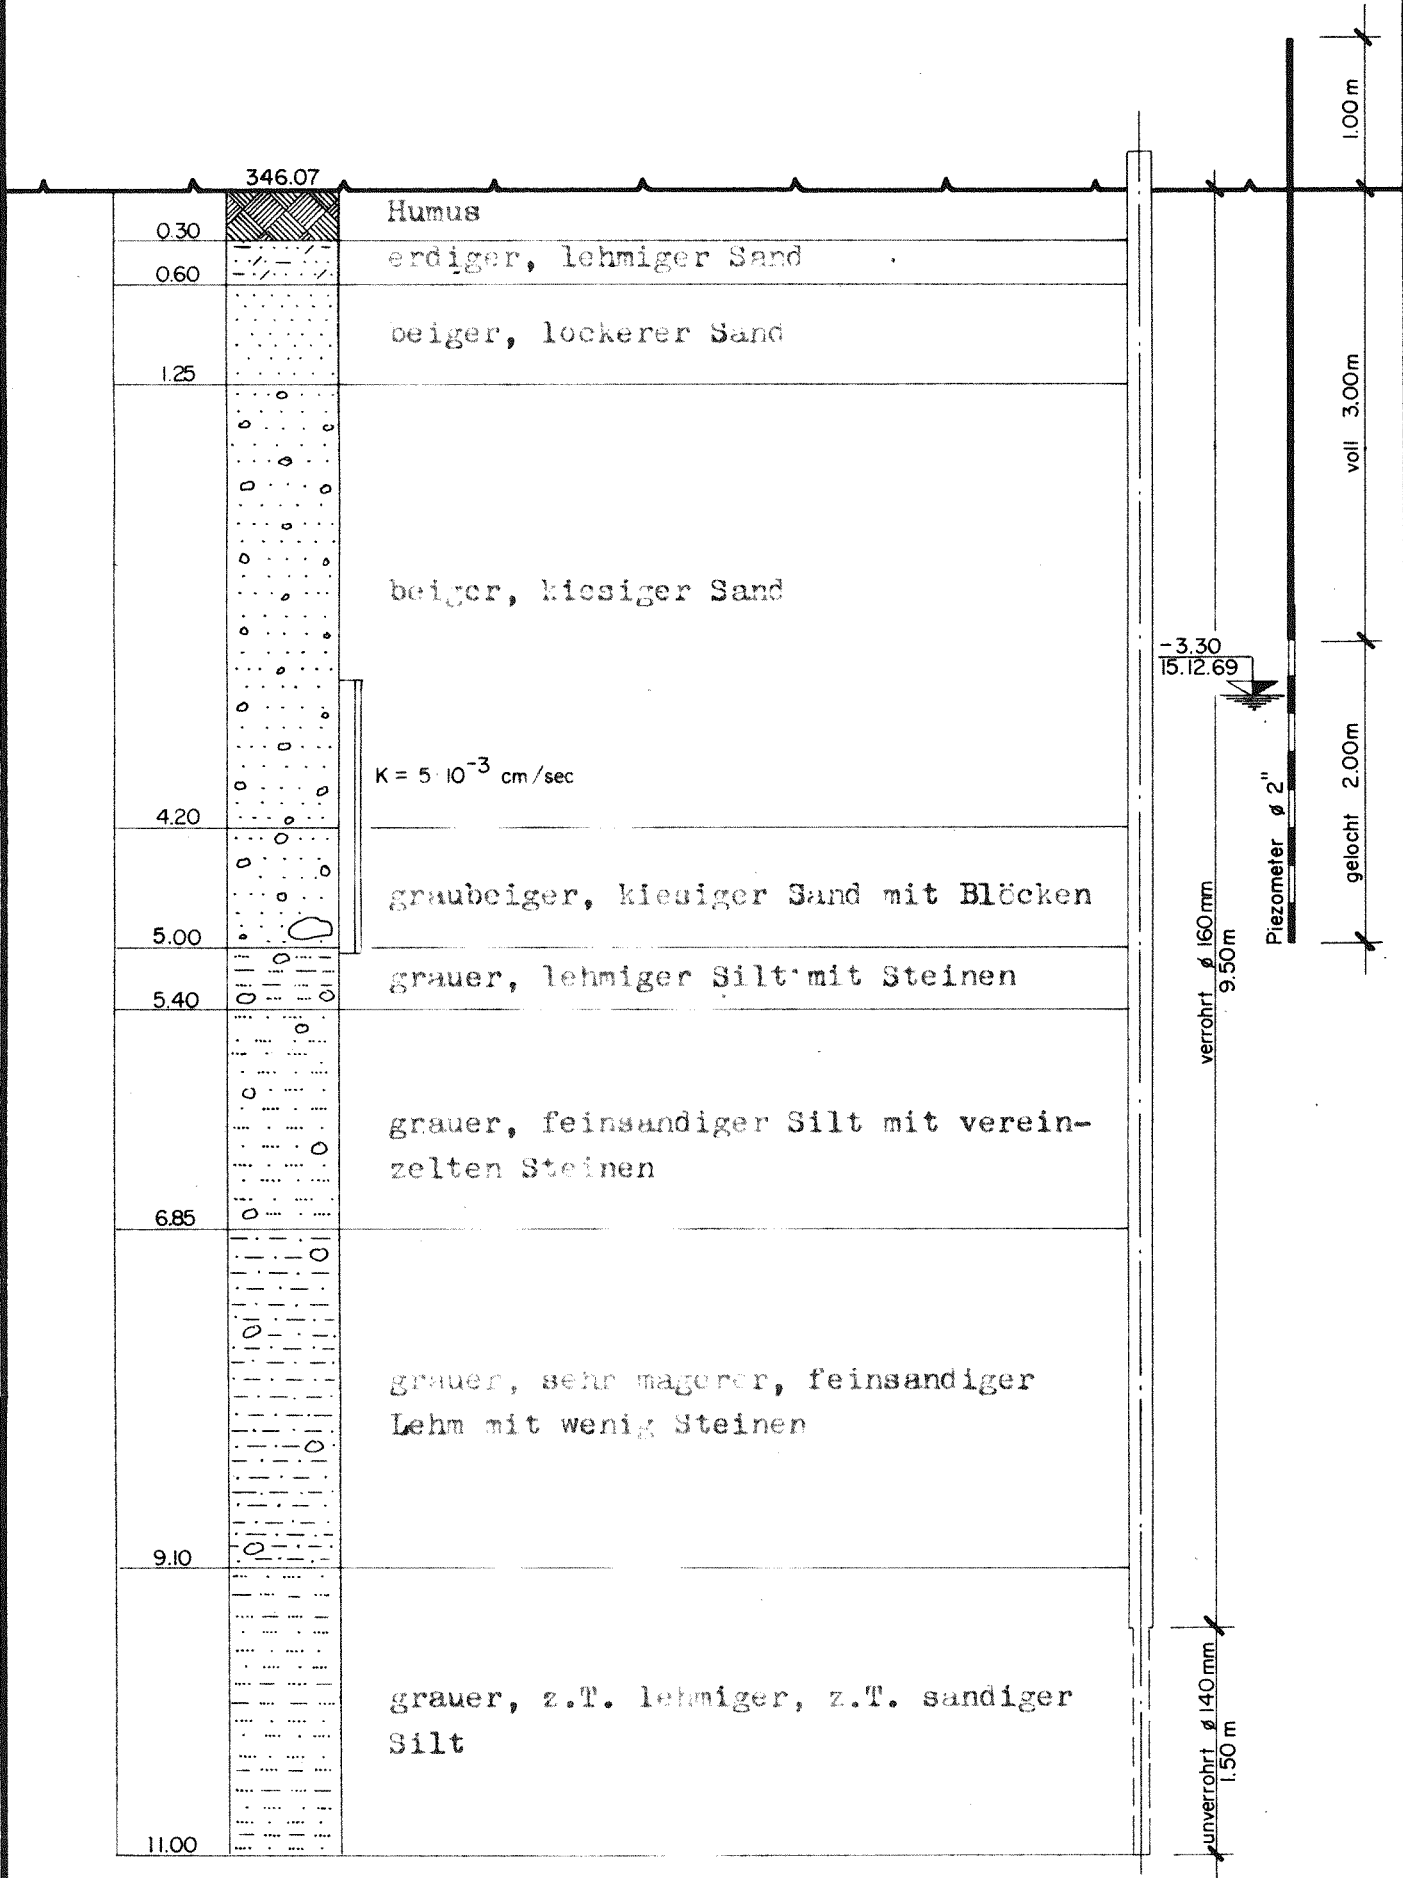 346.07
Humus
0.30
erdiger, lehmiger Sand
0.60
beiger, lockerer Sand
1.25
beiger, kiesiger Sand
K = 5·10⁻³ cm/sec
4.20
graubeiger, kiesiger Sand mit Blöcken
5.00
grauer, lehmiger Silt mit Steinen
5.40
grauer, feinsandiger Silt mit verein-
zelten Steinen
6.85
grauer, sehr magerer, feinsandiger
Lehm mit wenig Steinen
9.10
grauer, z.T. lehmiger, z.T. sandiger
Silt
11.00
-3.30
15.12.69
verrohrt ø 160mm
9.50m
unverrohrt ø 140mm
1.50m
Piezometer ø 2"
1.00m
voll 3.00m
gelocht 2.00m